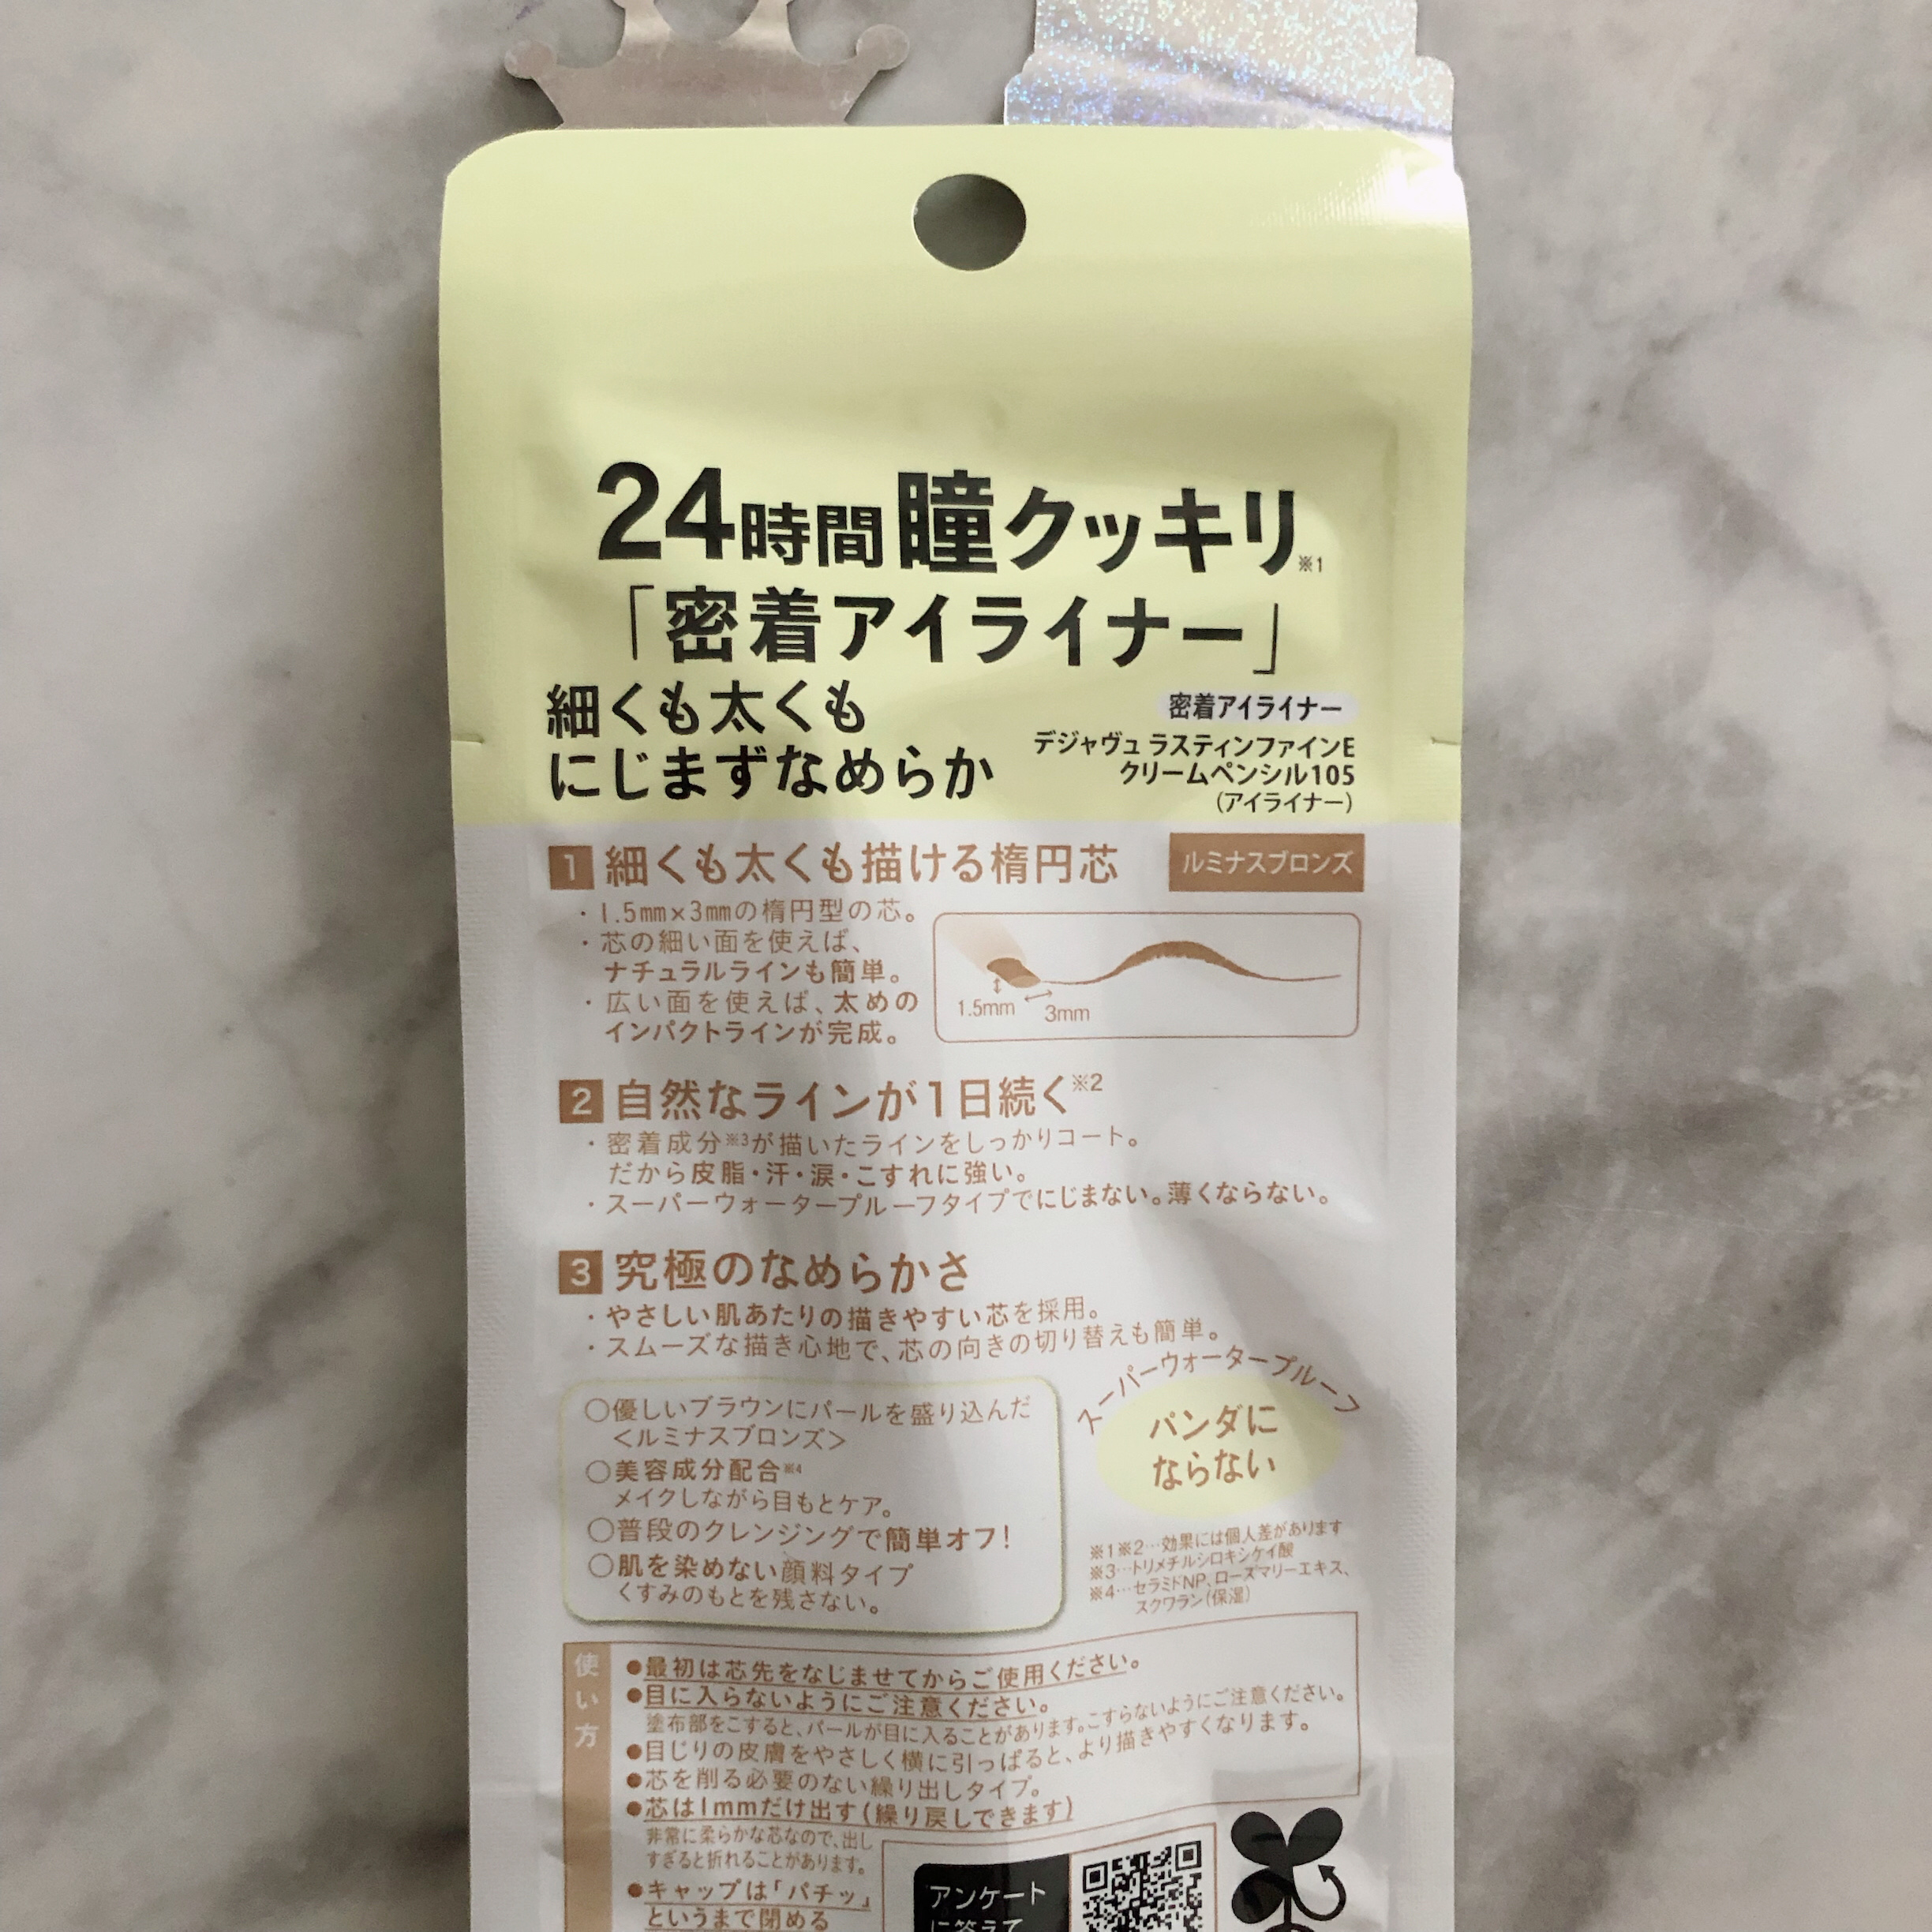 24時間 瞳クッキリ※1
「密着アイライナー」
細くも太くも
にじまずなめらか
密着アイライナー
デジャヴュ ラスティンファインE
クリームペンシル105
(アイライナー)
1 細くも太くも描ける楕円芯
ルミナスブロンズ
・1.5mm×3mmの楕円型の芯。
・芯の細い面を使えば、
ナチュラルラインも簡単。
・広い面を使えば、太めの
インパクトラインが完成。
1.5mm
3mm
2 自然なラインが1日続く※2
・密着成分※3が描いたラインをしっかりコート。
だから皮脂・汗・涙・こすれに強い。
・スーパーウォータープルーフタイプでにじまない。薄くならない。
3 究極のなめらかさ
・やさしい肌あたりの描きやすい芯を採用。
・スムーズな描き心地で、芯の向きの切り替えも簡単。
○優しいブラウンにパールを盛り込んだ
<ルミナスブロンズ>
○美容成分配合※4
メイクしながら目もとケア。
○普段のクレンジングで簡単オフ!
○肌を染めない顔料タイプ
くすみのもとを残さない。
スーパーウォータープルーフ
パンダに
ならない
※1※2…効果には個人差があります
※3…トリメチルシロキシケイ酸
※4…セラミドNP、ローズマリーエキス、
スクワラン(保湿)
使い方
●最初は芯先をなじませてからご使用ください。
●目に入らないようにご注意ください。
塗布部をこすると、パールが目に入ることがあります。こすらないようにご注意ください。
●目じりの皮膚をやさしく横に引っぱると、より描きやすくなります。
●芯を削る必要のない繰り出しタイプ。
●芯は1mmだけ出す(繰り戻しできます)
非常に柔らかな芯なので、出し
すぎると折れることがあります。
●キャップは「パチッ」
というまで閉める
アンケート
に答えて